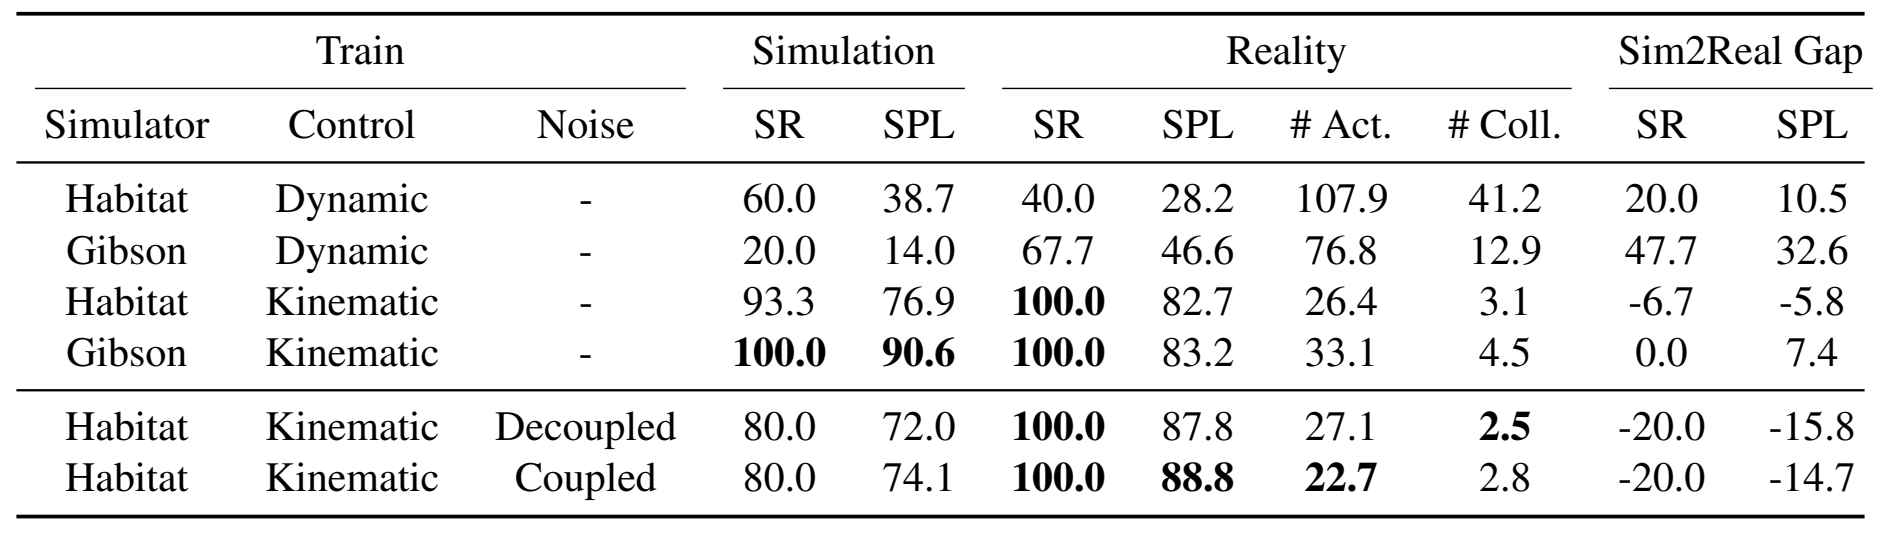 Train Simulation Reality Sim2Real Gap
Simulator Control Noise SR SPL SR SPL # Act. # Coll. SR SPL
Habitat Dynamic - 60.0 38.7 40.0 28.2 107.9 41.2 20.0 10.5
Gibson Dynamic - 20.0 14.0 67.7 46.6 76.8 12.9 47.7 32.6
Habitat Kinematic - 93.3 76.9 100.0 82.7 26.4 3.1 -6.7 -5.8
Gibson Kinematic - 100.0 90.6 100.0 83.2 33.1 4.5 0.0 7.4
Habitat Kinematic Decoupled 80.0 72.0 100.0 87.8 27.1 2.5 -20.0 -15.8
Habitat Kinematic Coupled 80.0 74.1 100.0 88.8 22.7 2.8 -20.0 -14.7